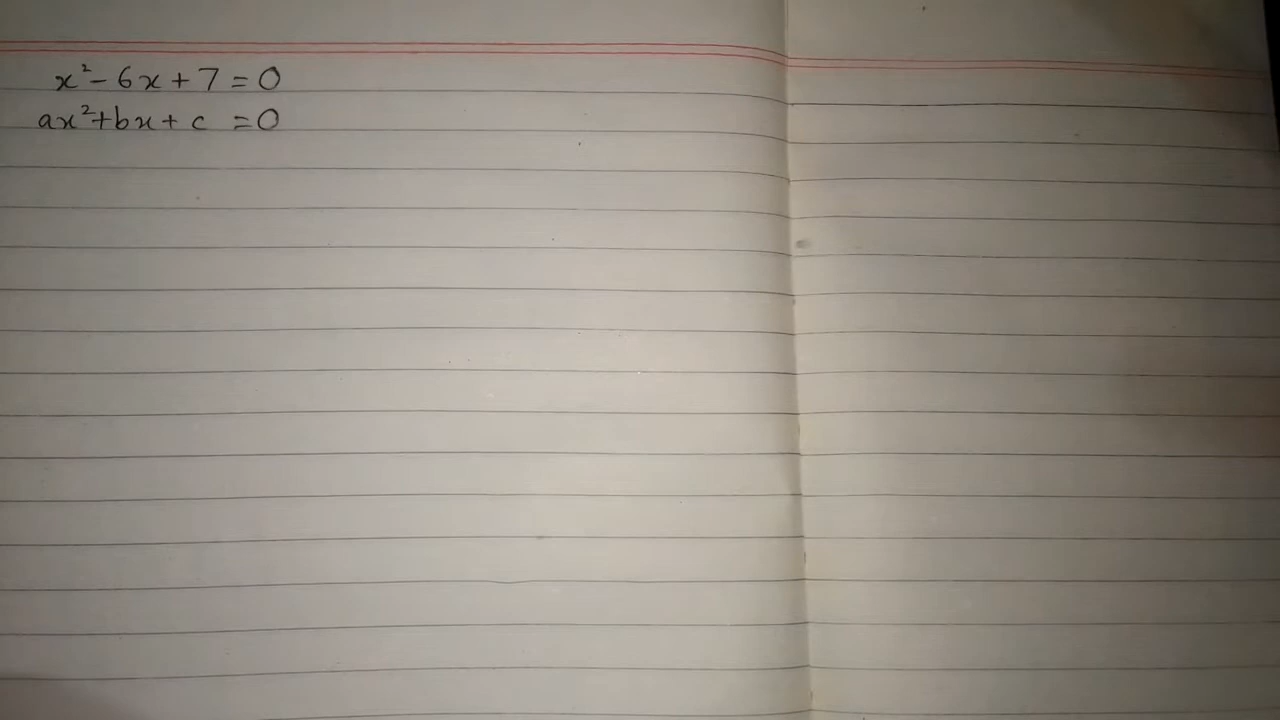 x² - 6x + 7 = 0
ax² + bx + c = 0